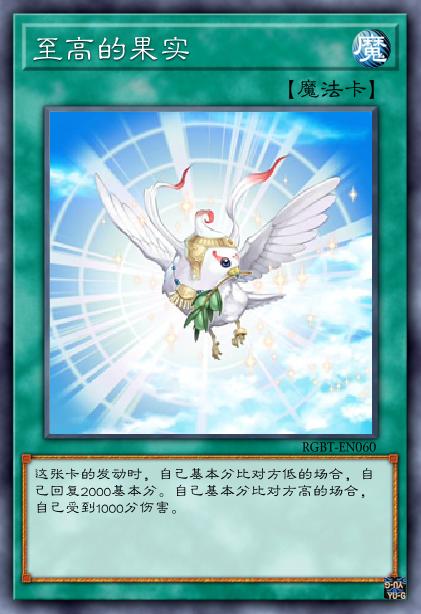 至高的果实
魔
【魔法卡】
RGBT-EN060
这张卡的发动时，自己基本分比对方低的场合，自
己回复2000基本分。自己基本分比对方高的场合，
自己受到1000分伤害。